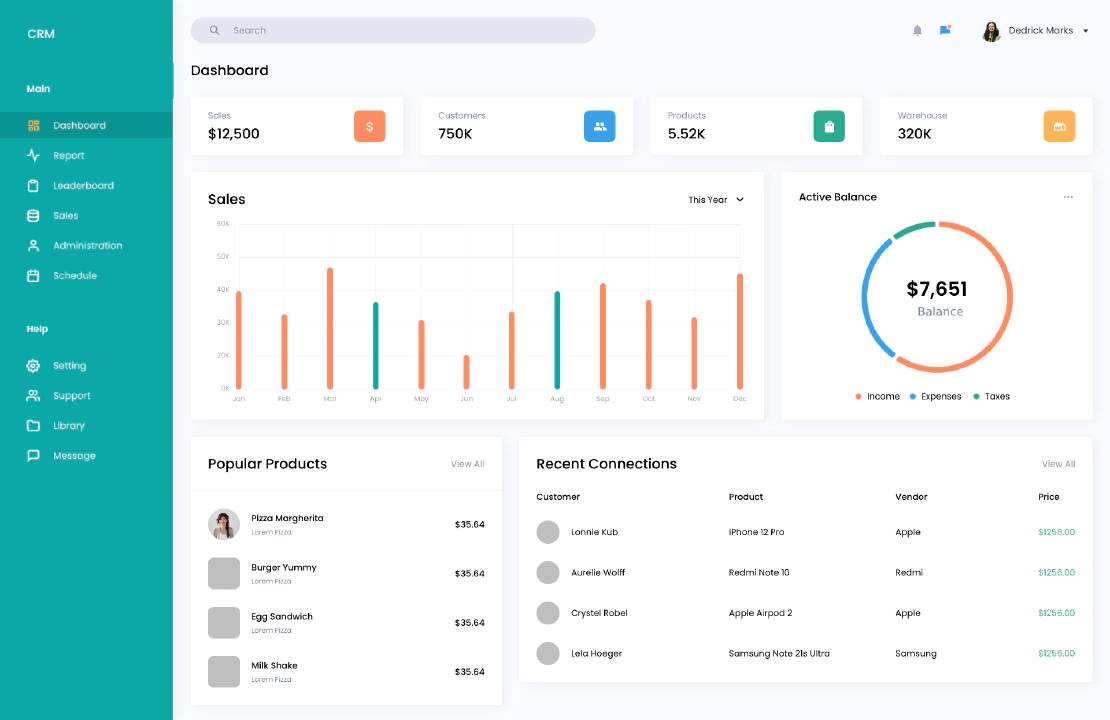 CRM
Main
Dashboard
Report
Leaderboard
Sales
Administration
Schedule
Help
Setting
Support
Library
Message
Search
Dedrick Marks
Dashboard
Sales
$12,500
$
Customers
750K
Products
5.52K
Warehouse
320K
Sales
This Year
60K
50K
40K
30K
20K
0K
Jan Feb Mar Apr May Jun Jul Aug Sep Oct Nov Dec
Active Balance
$7,651
Balance
Income Expenses Taxes
Popular Products
View All
Pizza Margherita
Lorem Pizza
$35.64
Burger Yummy
Lorem Pizza
$35.64
Egg Sandwich
Lorem Pizza
$35.64
Milk Shake
Lorem Pizza
$35.64
Recent Connections
View All
Customer Product Vendor Price
Lonnie Kub iPhone 12 Pro Apple $1256.00
Aurelie Wolff Redmi Note 10 Redmi $1256.00
Crystel Robel Apple Airpod 2 Apple $1256.00
Lela Hoeger Samsung Note 21s Ultra Samsung $1256.00